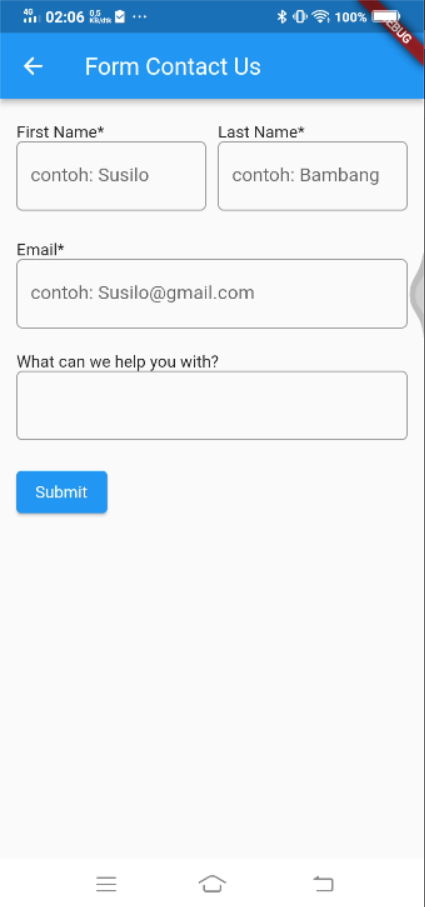 4G 02:06 0,5 KB/dtk ... 100%
DEBUG
Form Contact Us
First Name* Last Name*
contoh: Susilo contoh: Bambang
Email*
contoh: Susilo@gmail.com
What can we help you with?
Submit